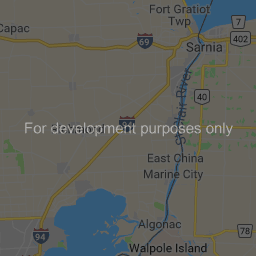 Fort Gratiot
Twp
7
Capac
69
Sarnia
402
40
St Clair River
94
For development purposes only
East China
Marine City
Algonac
78
94
Walpole Island